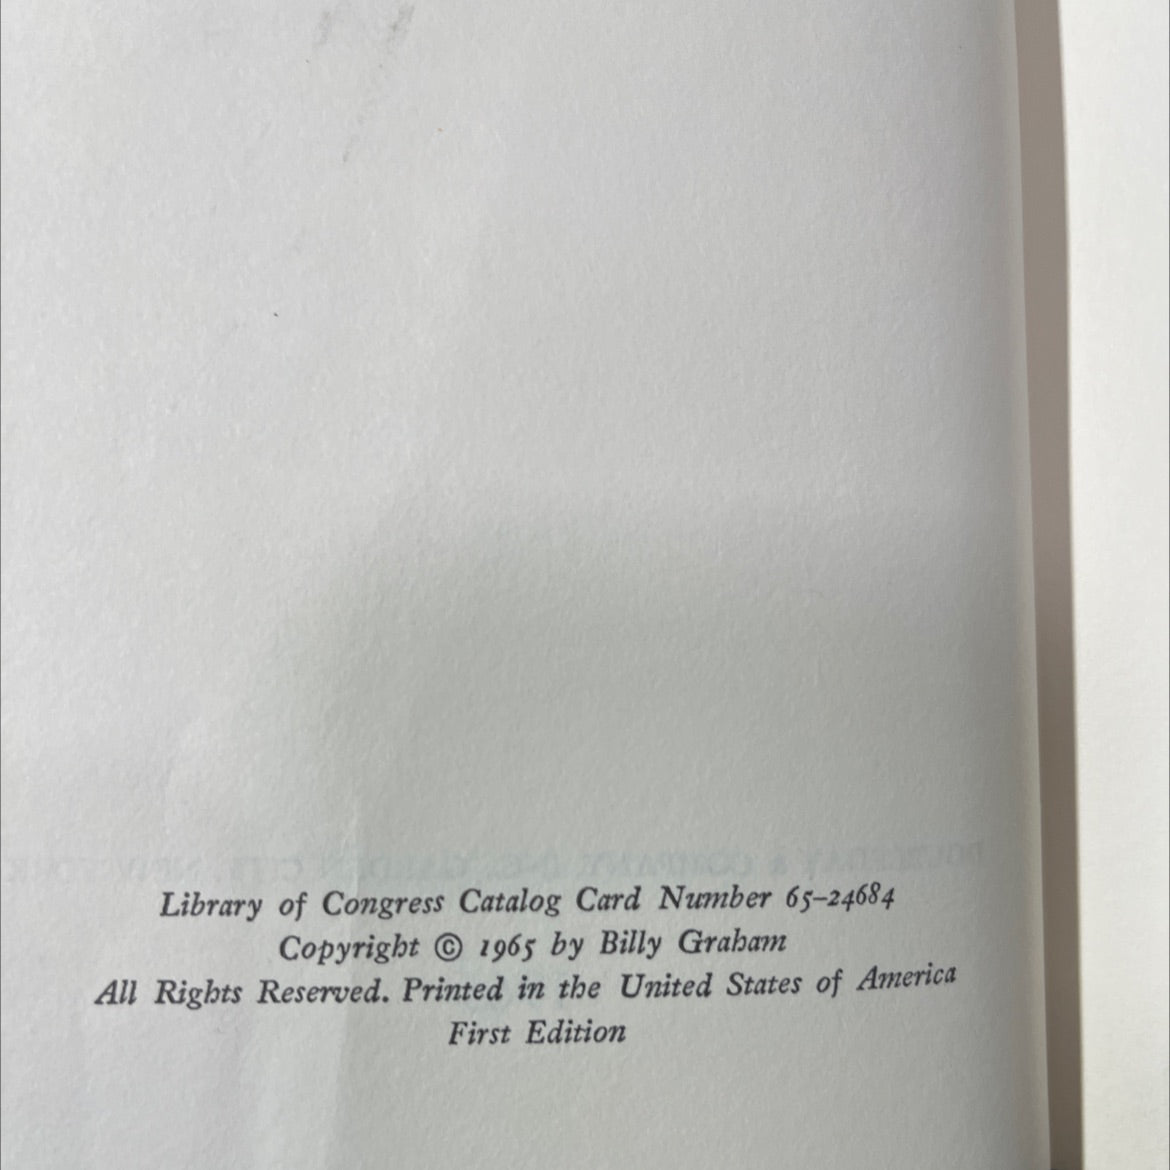 Library of Congress Catalog Card Number 65–24684
Copyright © 1965 by Billy Graham
All Rights Reserved. Printed in the United States of America
First Edition